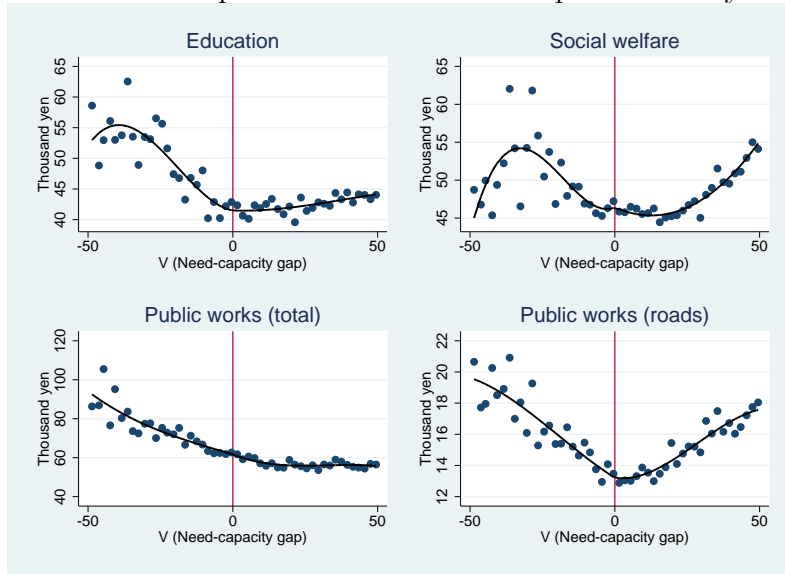 Education
Thousand yen
65
60
55
50
45
40
-50 0 50
V (Need-capacity gap)
Social welfare
Thousand yen
65
60
55
50
45
-50 0 50
V (Need-capacity gap)
Public works (total)
Thousand yen
120
100
80
60
40
-50 0 50
V (Need-capacity gap)
Public works (roads)
Thousand yen
22
20
18
16
14
12
-50 0 50
V (Need-capacity gap)